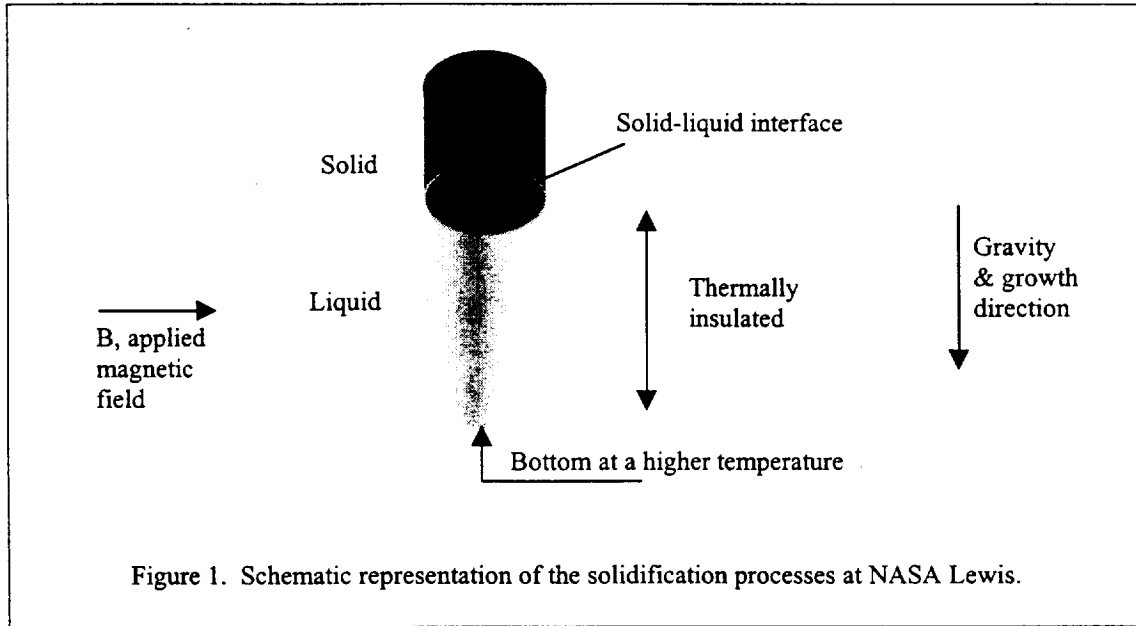 Solid-liquid interface
Solid
Liquid
B, applied
magnetic
field
Thermally
insulated
Gravity
& growth
direction
Bottom at a higher temperature
Figure 1. Schematic representation of the solidification processes at NASA Lewis.